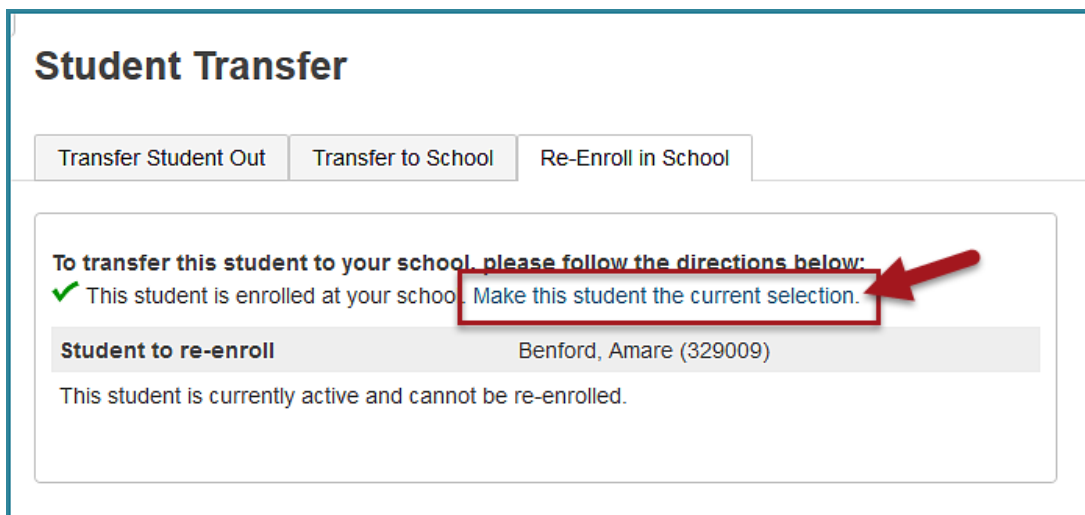 Student Transfer
Transfer Student Out
Transfer to School
Re-Enroll in School
To transfer this student to your school, please follow the directions below:
This student is enrolled at your school. Make this student the current selection.
Student to re-enroll Benford, Amare (329009)
This student is currently active and cannot be re-enrolled.